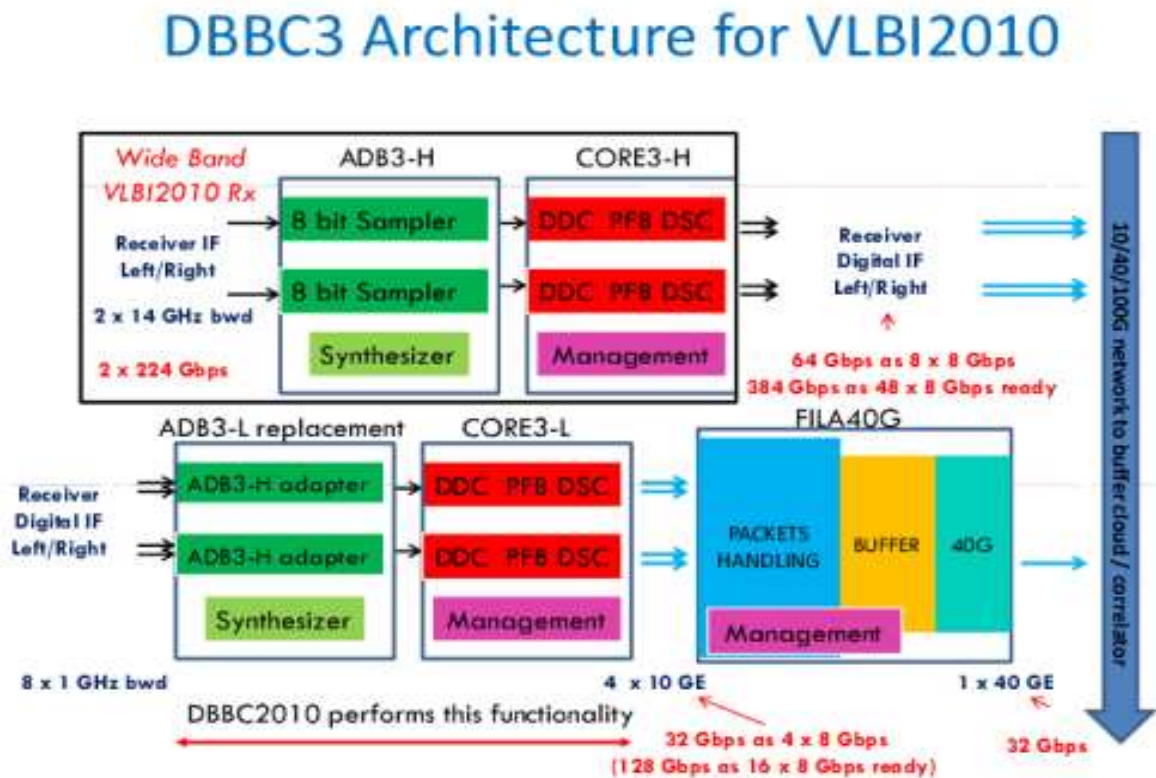 DBBC3 Architecture for VLBI2010
Wide Band
VLBI2010 Rx
Receiver IF
Left/Right
2 x 14 GHz bwd
2 x 224 Gbps
ADB3-H
8 bit Sampler
8 bit Sampler
Synthesizer
CORE3-H
DDC PFB DSC
DDC PFB DSC
Management
Receiver
Digital IF
Left/Right
64 Gbps as 8 x 8 Gbps
384 Gbps as 48 x 8 Gbps ready
10/40/100G network to buffer cloud / correlator
Receiver
Digital IF
Left/Right
8 x 1 GHz bwd
ADB3-L replacement
ADB3-H adapter
ADB3-H adapter
Synthesizer
CORE3-L
DDC PFB DSC
DDC PFB DSC
Management
FILA40G
PACKETS
HANDLING
BUFFER
40G
Management
4 x 10 GE
1 x 40 GE
DBBC2010 performs this functionality
32 Gbps as 4 x 8 Gbps
(128 Gbps as 16 x 8 Gbps ready)
32 Gbps